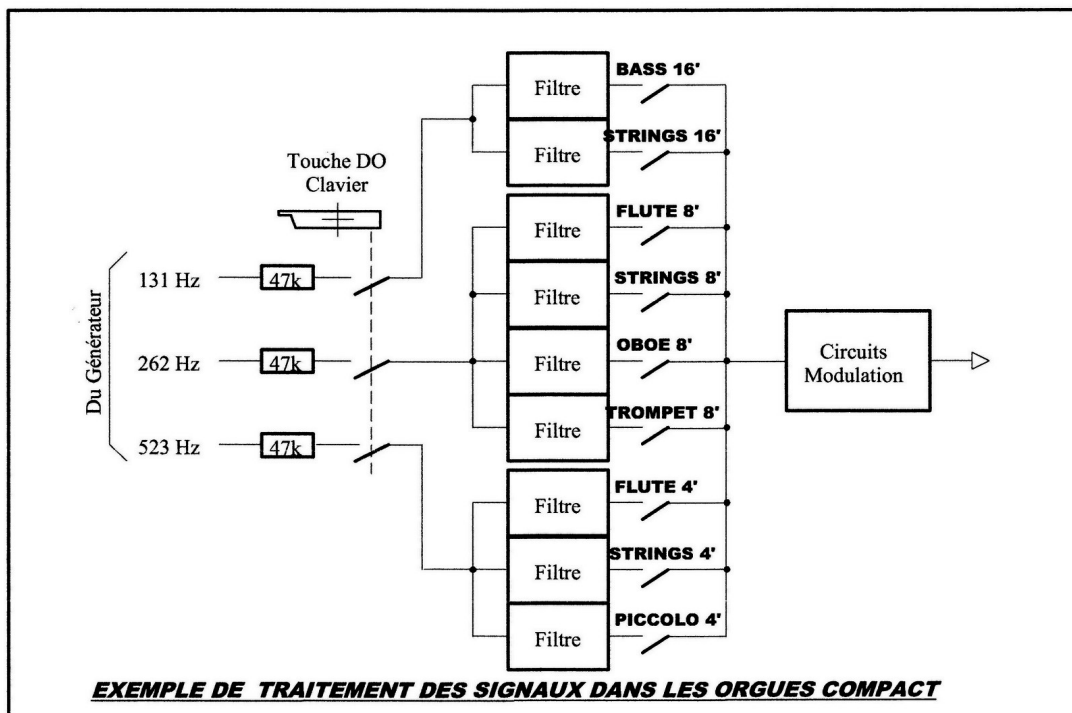 Filtre
BASS 16'
Filtre
STRINGS 16'
Touche DO
Clavier
Filtre
FLUTE 8'
131 Hz
47k
Filtre
STRINGS 8'
Du Générateur
262 Hz
47k
Filtre
OBOE 8'
Circuits
Modulation
Filtre
TROMPET 8'
523 Hz
47k
Filtre
FLUTE 4'
Filtre
STRINGS 4'
Filtre
PICCOLO 4'
EXEMPLE DE TRAITEMENT DES SIGNAUX DANS LES ORGUES COMPACT